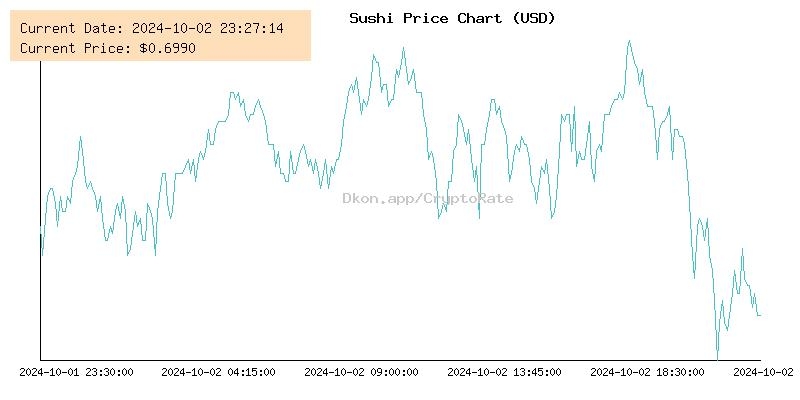 Sushi Price Chart (USD)
Current Date: 2024-10-02 23:27:14
Current Price: $0.6990
Dkon.app/CryptoRate
2024-10-01 23:30:00 2024-10-02 04:15:00 2024-10-02 09:00:00 2024-10-02 13:45:00 2024-10-02 18:30:00 2024-10-02